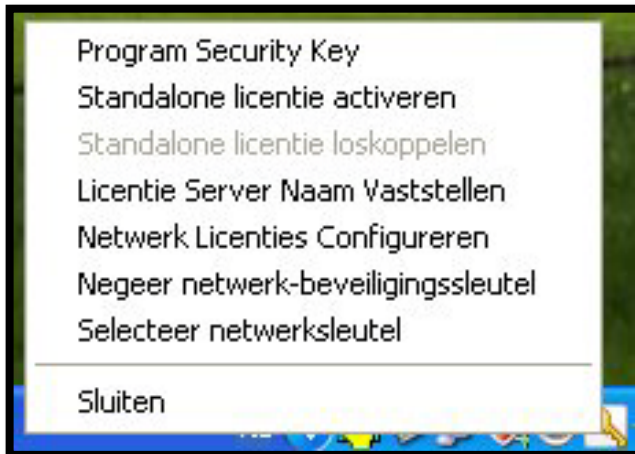 Program Security Key
Standalone licentie activeren
Standalone licentie loskoppelen
Licentie Server Naam Vaststellen
Netwerk Licenties Configureren
Negeer netwerk-beveiligingssleutel
Selecteer netwerksleutel
Sluiten